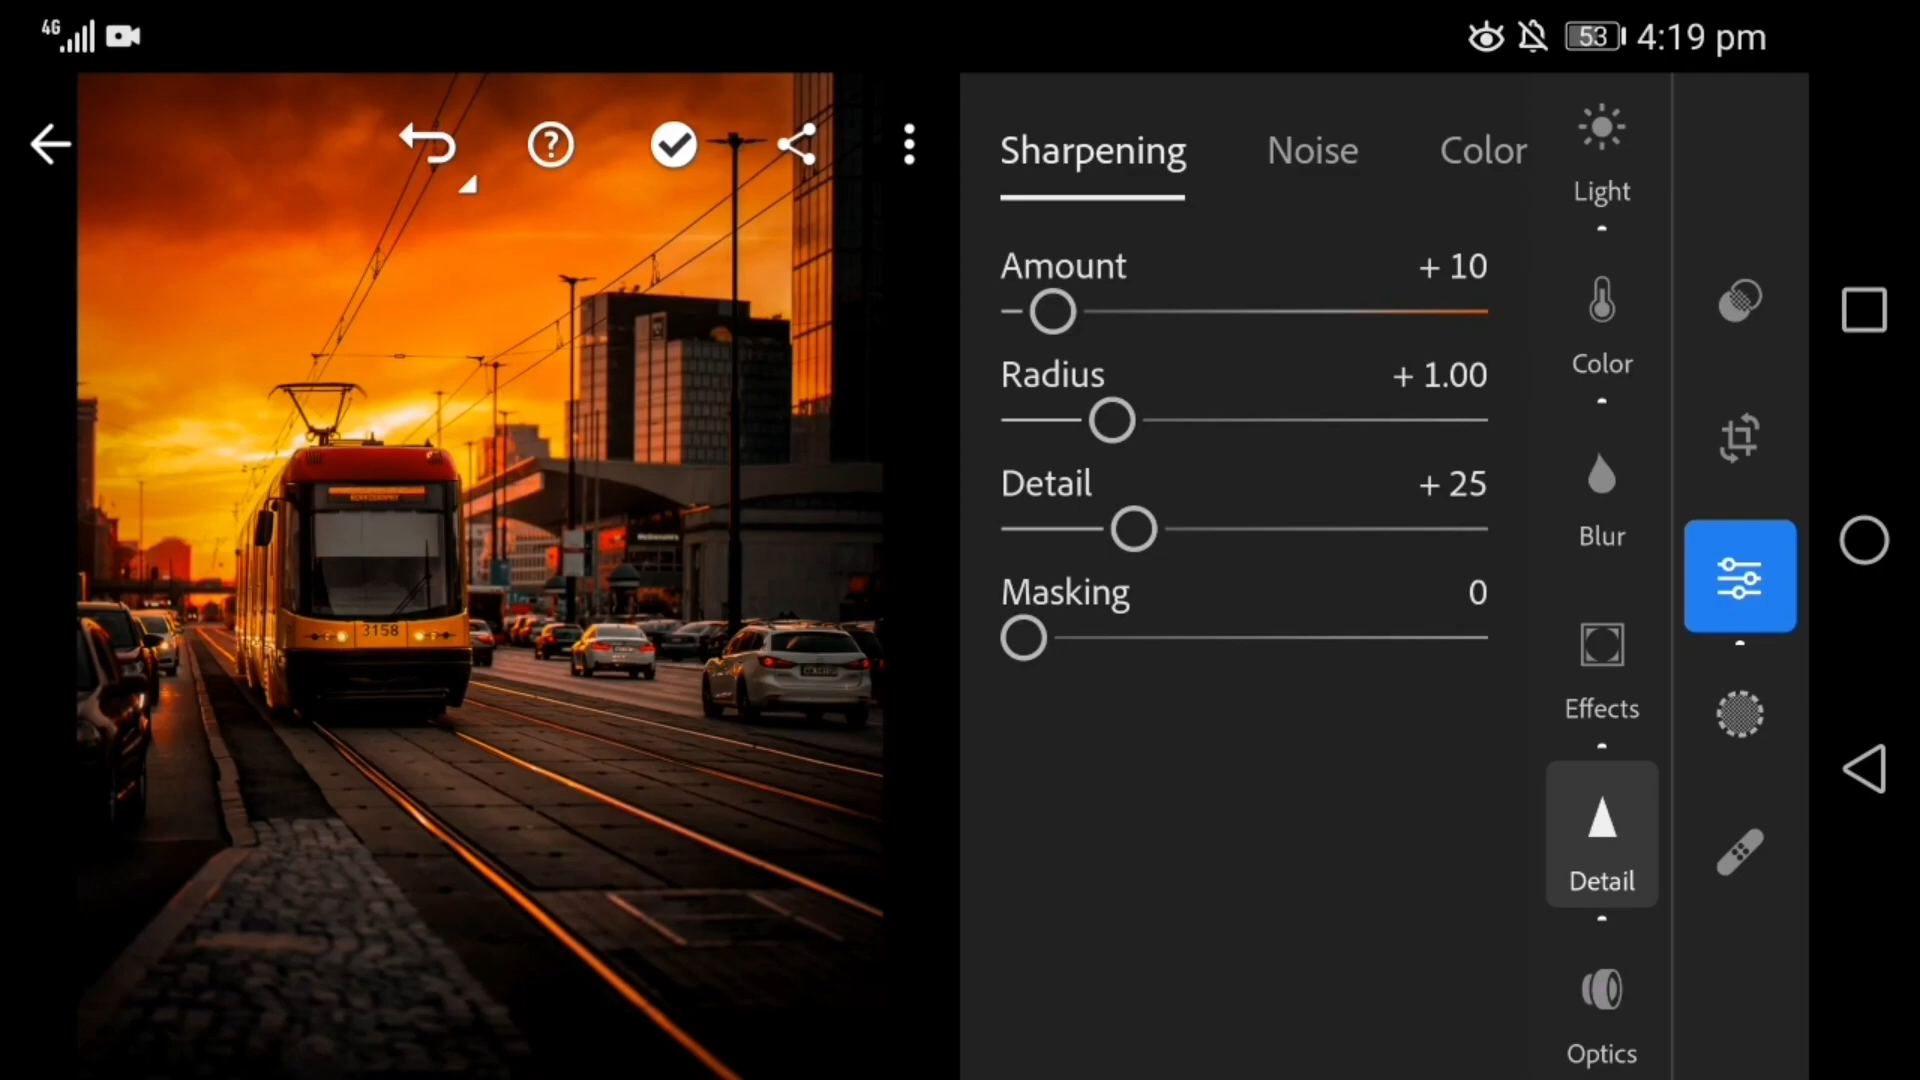 4G
53
4:19 pm
Sharpening
Noise
Color
Amount
+ 10
Radius
+ 1.00
Detail
+ 25
Masking
0
Light
Color
Blur
Effects
Detail
Optics
3158